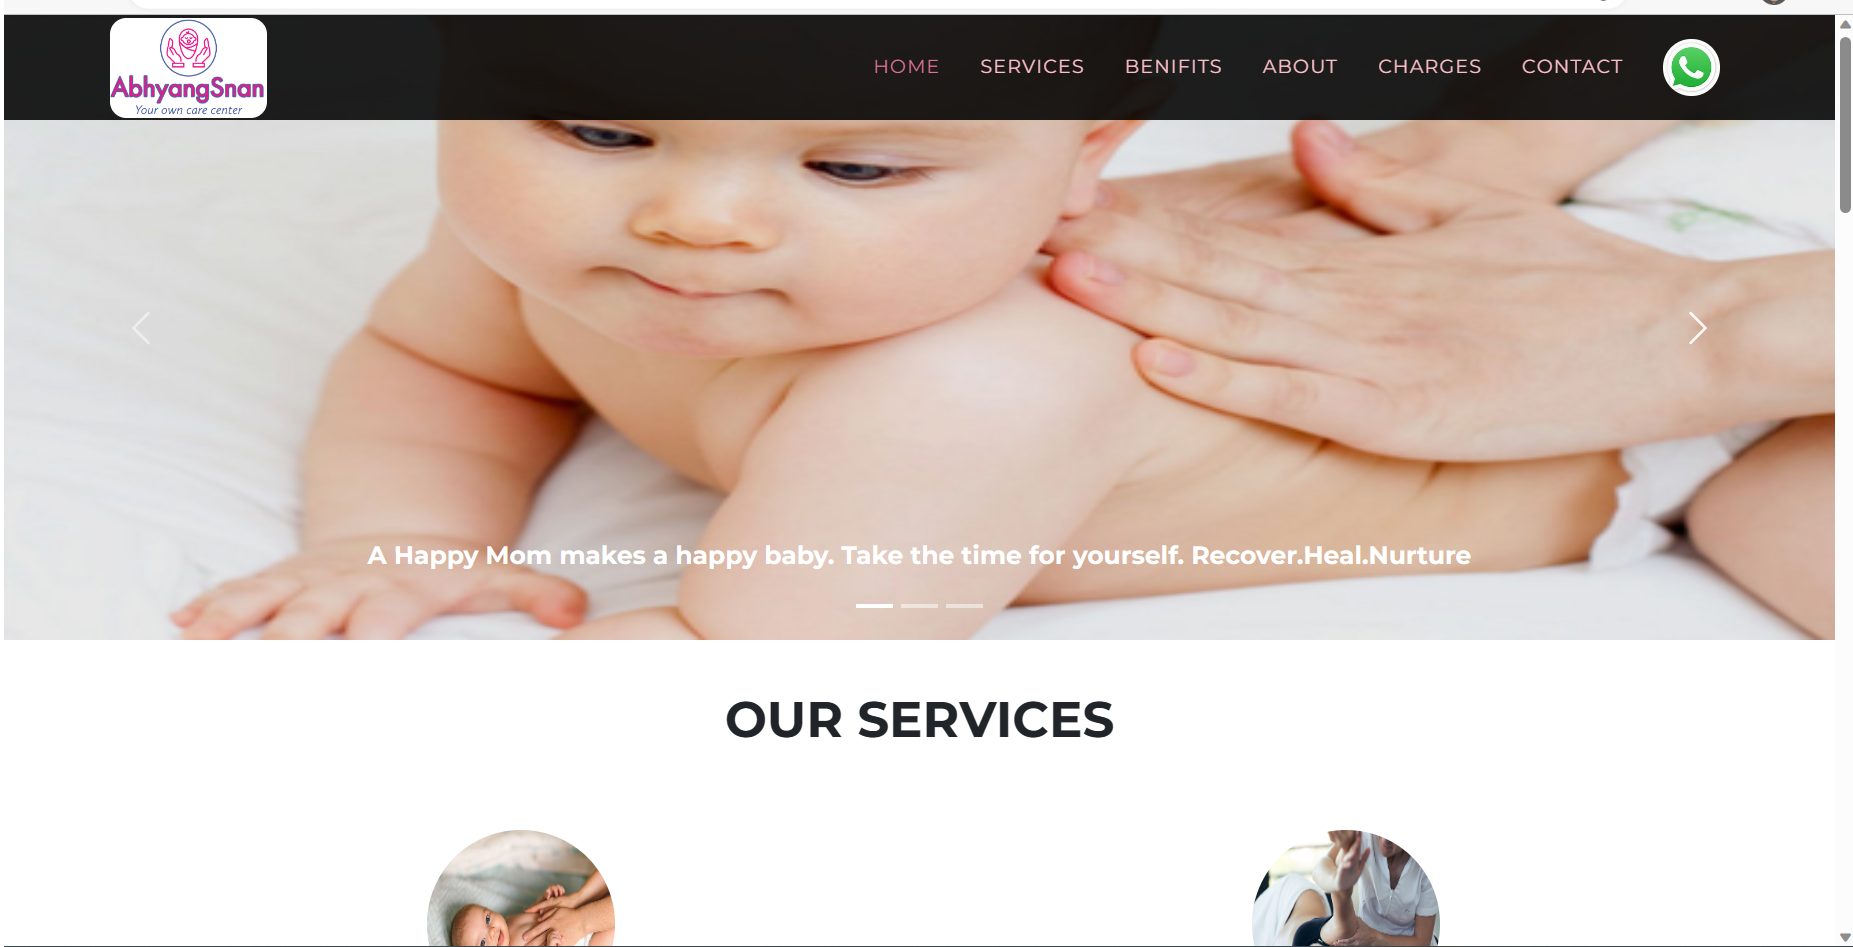 AbhyangSnan
Your own care center
HOME SERVICES BENIFITS ABOUT CHARGES CONTACT
A Happy Mom makes a happy baby. Take the time for yourself. Recover.Heal.Nurture
OUR SERVICES